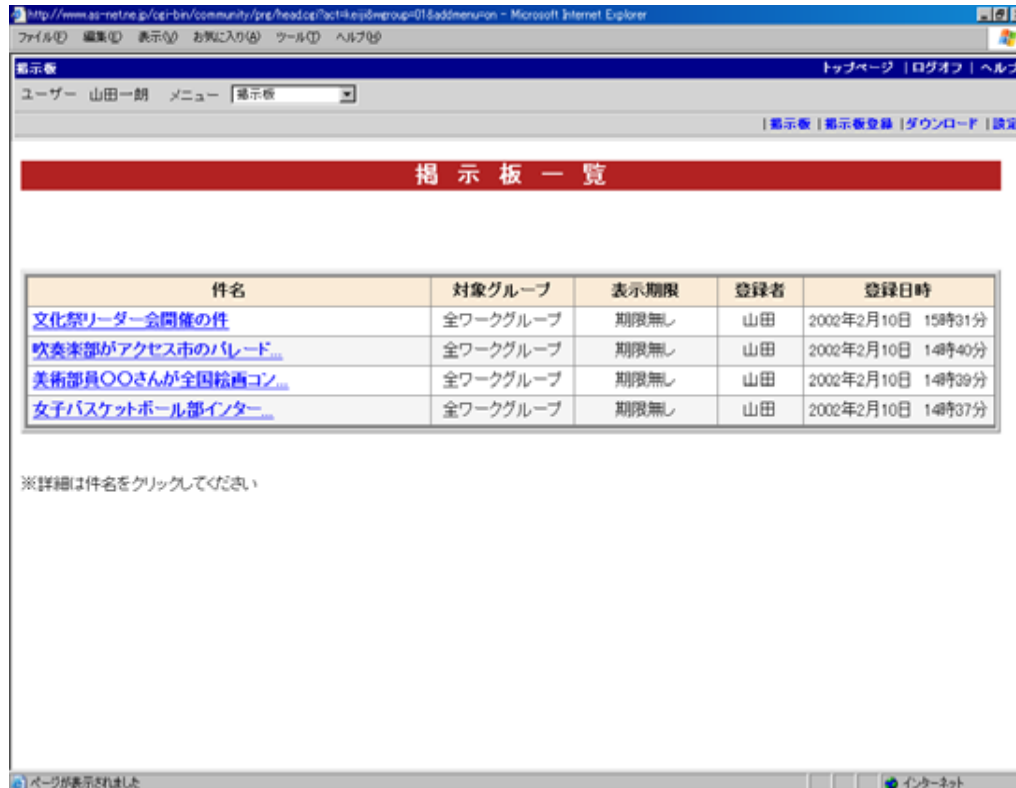 http://www.as-net.ne.jp/cgi-bin/community/pre/head.cgi?act=keiji&wgroup=01&addmenu=on - Microsoft Internet Explorer
ファイル(F) 編集(E) 表示(V) お気に入り(A) ツール(T) ヘルプ(H)
掲示板 トップページ | ログオフ | ヘルプ
ユーザー 山田一朗 メニュー 掲示板
| 掲示板 | 掲示板登録 | ダウンロード | 設定
掲示板一覧
件名 対象グループ 表示期限 登録者 登録日時
文化祭リーダー会開催の件 全ワークグループ 期限無し 山田 2002年2月10日 15時31分
吹奏楽部がアクセス市のパレード... 全ワークグループ 期限無し 山田 2002年2月10日 14時40分
美術部員〇〇さんが全国絵画コン... 全ワークグループ 期限無し 山田 2002年2月10日 14時39分
女子バスケットボール部インター... 全ワークグループ 期限無し 山田 2002年2月10日 14時37分
※詳細は件名をクリックしてください
ページが表示されました インターネット